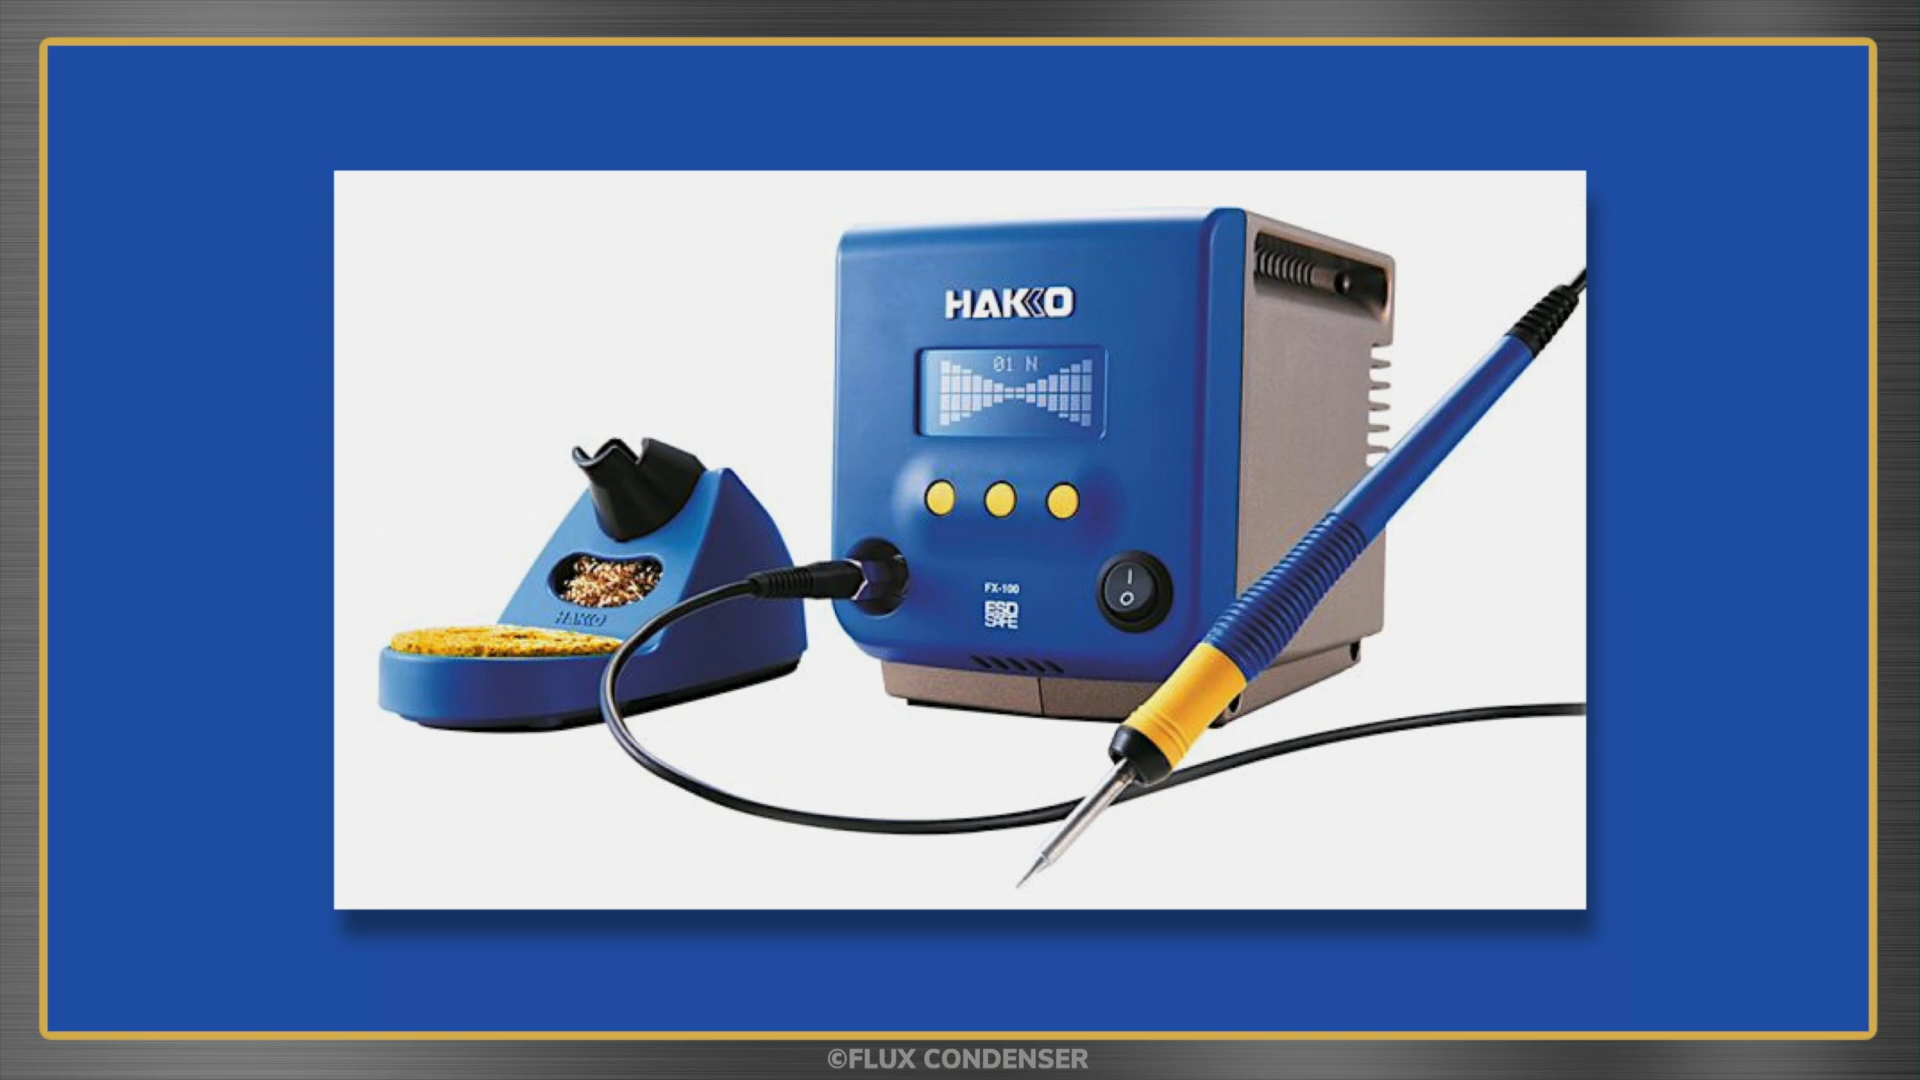 HAKKO
01 N
HAKKO
FX-100
ESD
SAFE
©FLUX CONDENSER